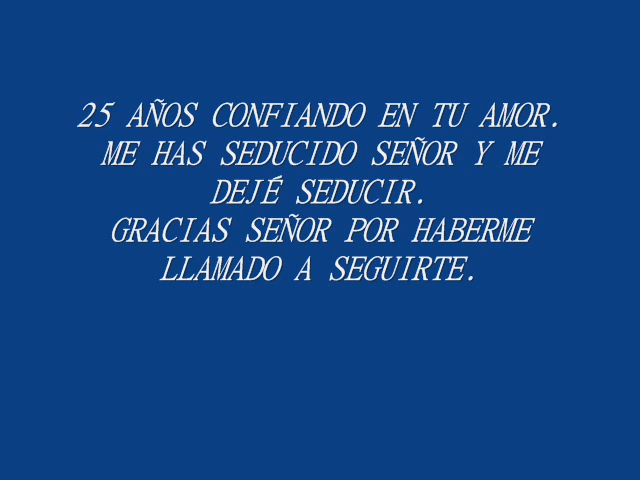 25 AÑOS CONFIANDO EN TU AMOR.
ME HAS SEDUCIDO SEÑOR Y ME
DEJÉ SEDUCIR.
GRACIAS SEÑOR POR HABERME
LLAMADO A SEGUIRTE.